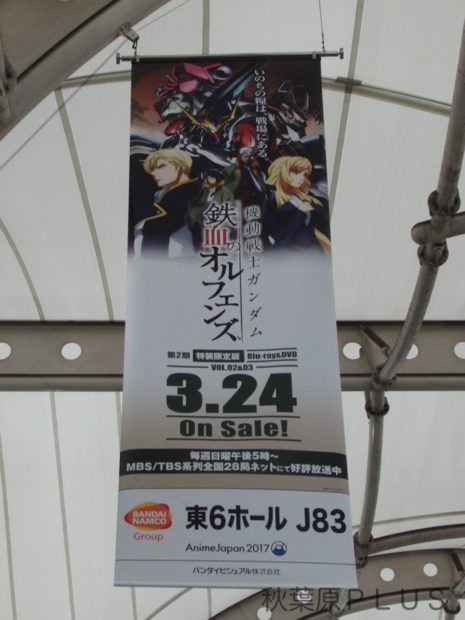 いのちの糧は、戦場にある。
機動戦士ガンダム
鉄血のオルフェンズ
第2期 特装限定版 Blu-ray&DVD
VOL.02&03
3.24
On Sale!
毎週日曜午後5時〜
MBS/TBS系列全国28局ネットにて好評放送中
BANDAI
NAMCO
Group
東6ホール J83
AnimeJapan 2017
バンダイビジュアル株式会社
秋葉原PLUS